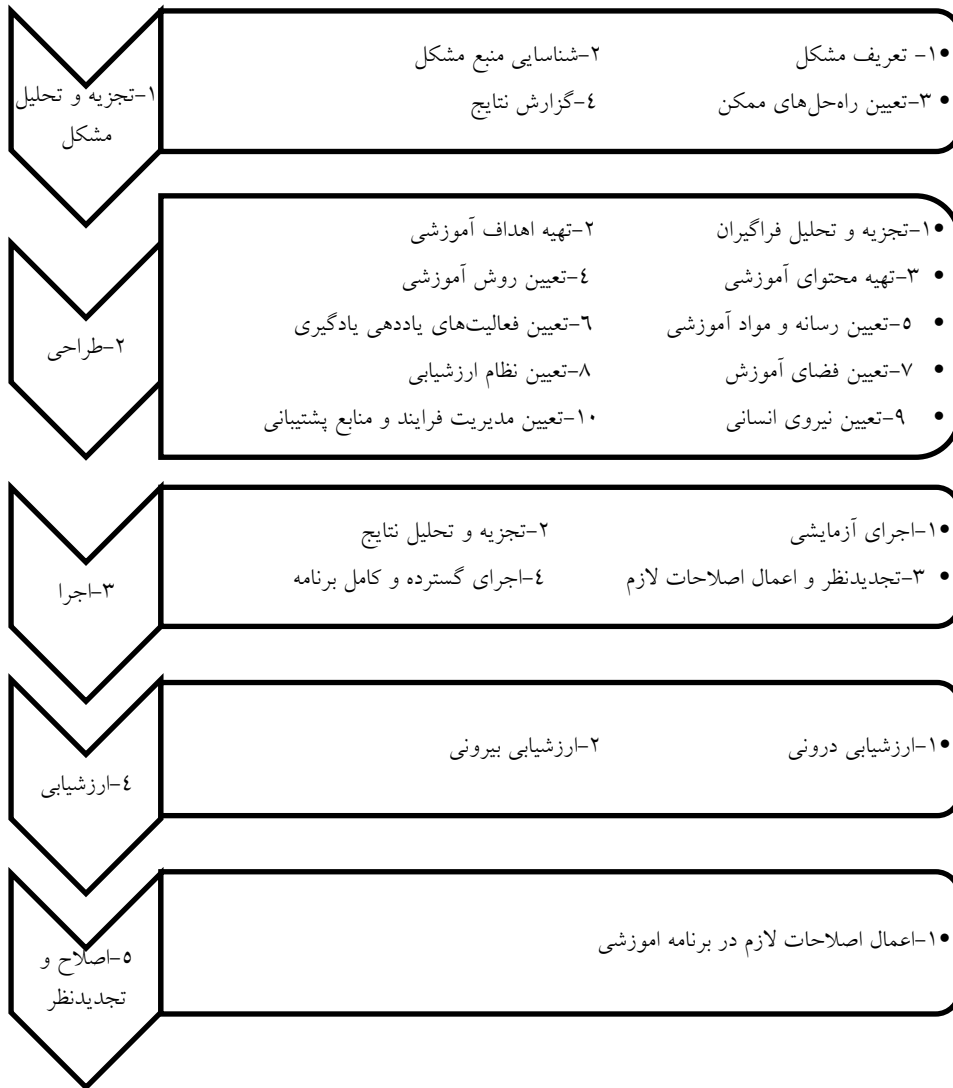 ۱-تجزیه و تحلیل
مشکل
•۱- تعریف مشکل ۲-شناسایی منبع مشکل
• ۳-تعیین راه‌حل‌های ممکن ٤-گزارش نتایج
۲-طراحی
•۱-تجزیه و تحلیل فراگیران ۲-تهیه اهداف آموزشی
• ۳-تهیه محتوای آموزشی ٤-تعیین روش آموزشی
• ٥-تعیین رسانه و مواد آموزشی ٦-تعیین فعالیت‌های یاددهی یادگیری
• ۷-تعیین فضای آموزش ۸-تعیین نظام ارزشیابی
• ۹-تعیین نیروی انسانی ۱۰-تعیین مدیریت فرایند و منابع پشتیبانی
۳-اجرا
•۱-اجرای آزمایشی ۲-تجزیه و تحلیل نتایج
• ۳-تجدیدنظر و اعمال اصلاحات لازم ٤-اجرای گسترده و کامل برنامه
٤-ارزشیابی
•۱-ارزشیابی درونی ۲-ارزشیابی بیرونی
٥-اصلاح و
تجدیدنظر
•۱-اعمال اصلاحات لازم در برنامه اموزشی